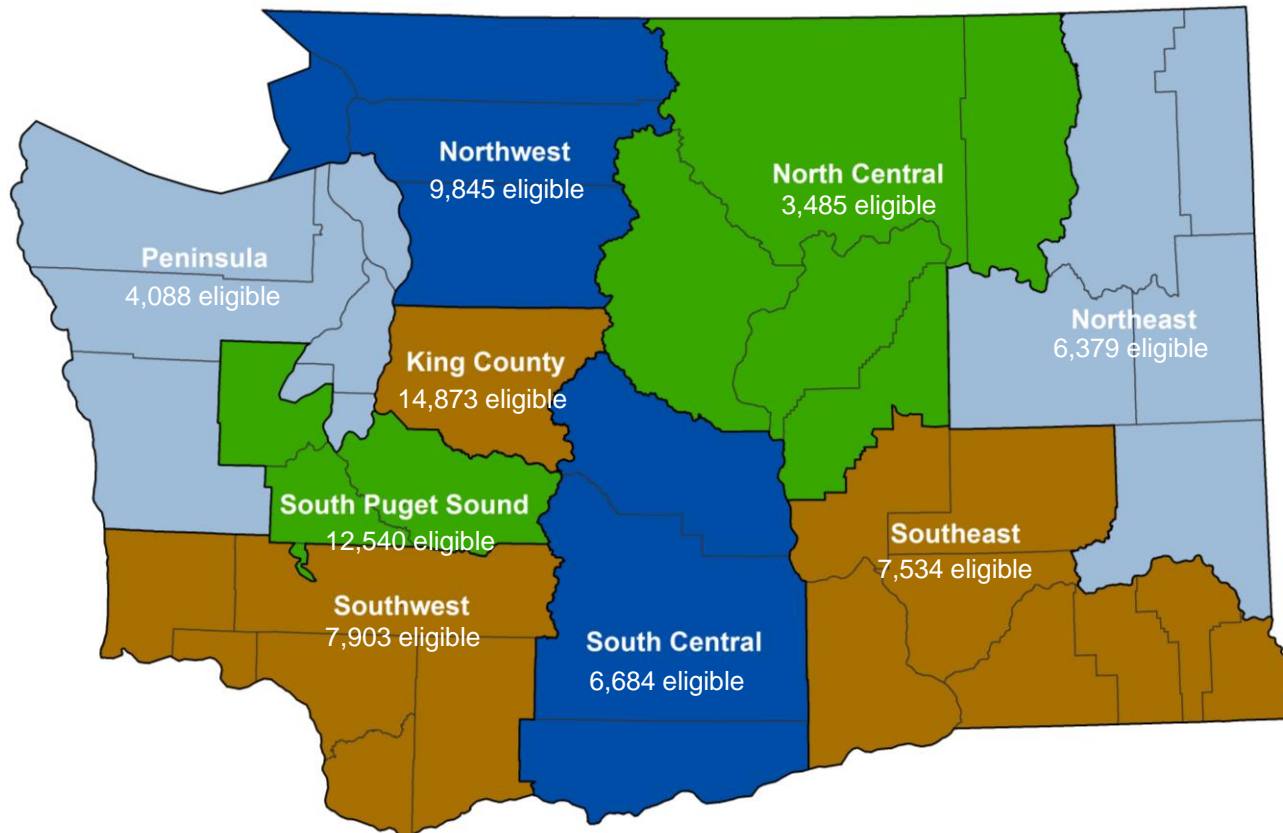 Northwest
9,845 eligible
North Central
3,485 eligible
Peninsula
4,088 eligible
Northeast
6,379 eligible
King County
14,873 eligible
South Puget Sound
12,540 eligible
Southeast
7,534 eligible
Southwest
7,903 eligible
South Central
6,684 eligible